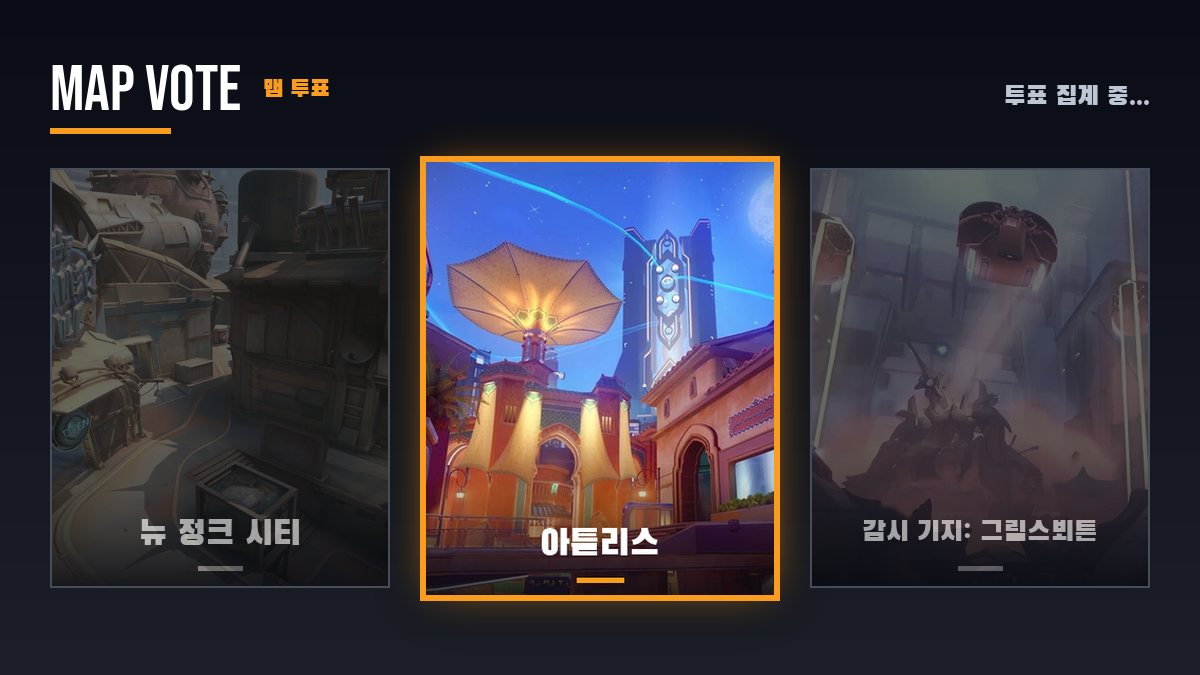 MAP VOTE
맵 투표
투표 집계 중...
뉴 정크 시티
아틀리스
감시 기지: 그림스뵈튼